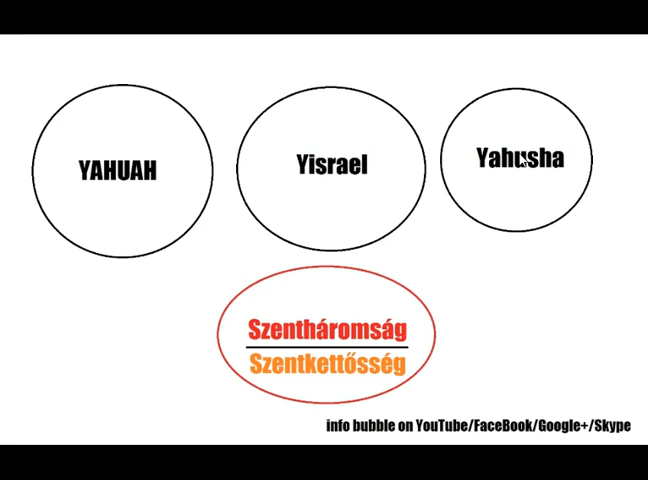 YAHUAH
Yisrael
Yahusha
Szentháromság
Szentkettősség
info bubble on YouTube/FaceBook/Google+/Skype